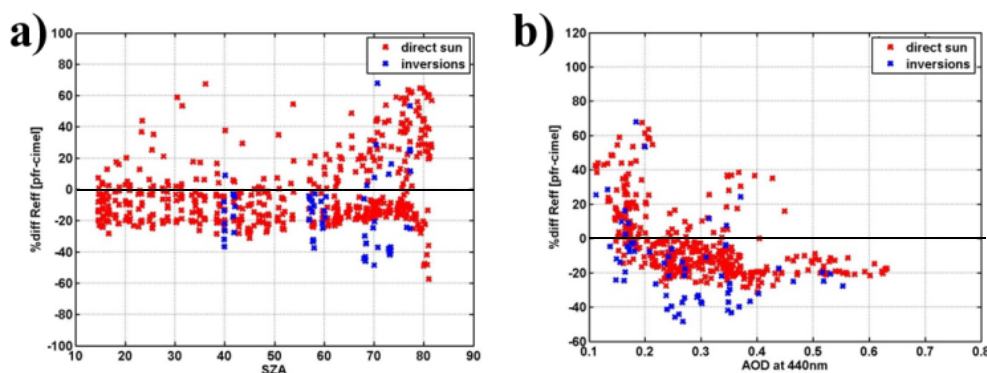 a)
%diff Reff [pfr-cimel]
100
80
60
40
20
0
-20
-40
-60
-80
-100
10 20 30 40 50 60 70 80 90
SZA
direct sun
inversions
b)
%diff Reff [pfr-cimel]
120
100
80
60
40
20
0
-20
-40
-60
0.1 0.2 0.3 0.4 0.5 0.6 0.7 0.8
AOD at 440nm
direct sun
inversions